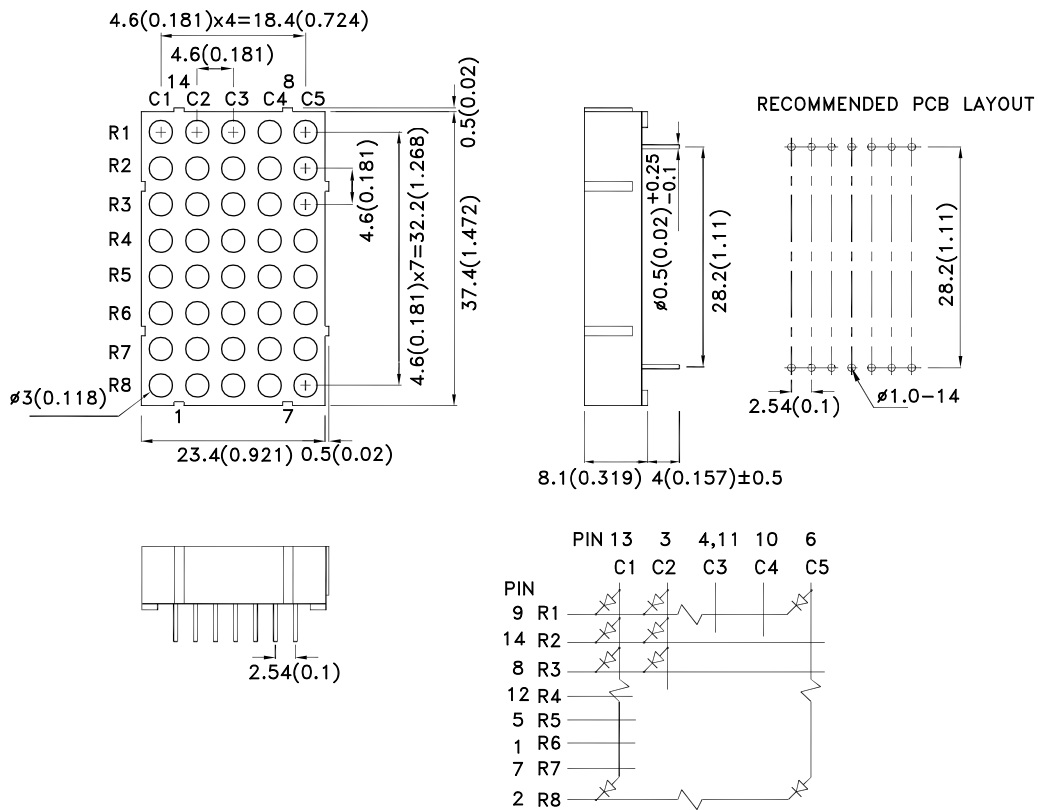 4.6(0.181)x4=18.4(0.724)
4.6(0.181)
14 8
C1 C2 C3 C4 C5
R1
R2
R3
R4
R5
R6
R7
R8
ø3(0.118)
1 7
23.4(0.921) 0.5(0.02)
4.6(0.181)
4.6(0.181)x7=32.2(1.268)
0.5(0.02)
37.4(1.472)
ø0.5(0.02)+0.25
-0.1
28.2(1.11)
8.1(0.319) 4(0.157)±0.5
RECOMMENDED PCB LAYOUT
28.2(1.11)
2.54(0.1)
ø1.0-14
2.54(0.1)
PIN 13 3 4,11 10 6
C1 C2 C3 C4 C5
PIN
9 R1
14 R2
8 R3
12 R4
5 R5
1 R6
7 R7
2 R8